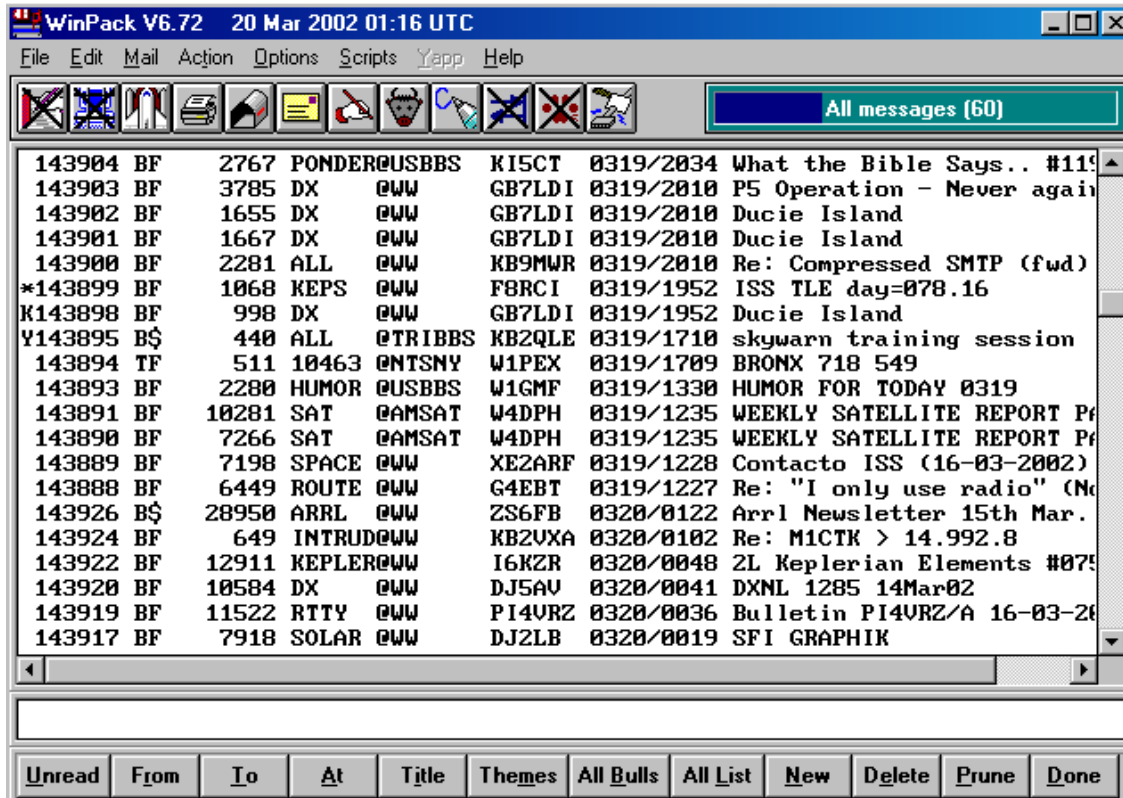 WinPack V6.72 20 Mar 2002 01:16 UTC
File Edit Mail Action Options Scripts Yapp Help
All messages (60)
143904 BF 2767 PONDER@USBBS KI5CT 0319/2034 What the Bible Says.. #119
143903 BF 3785 DX @WW GB7LDI 0319/2010 P5 Operation - Never again
143902 BF 1655 DX @WW GB7LDI 0319/2010 Ducie Island
143901 BF 1667 DX @WW GB7LDI 0319/2010 Ducie Island
143900 BF 2281 ALL @WW KB9MWR 0319/2010 Re: Compressed SMTP (fwd)
*143899 BF 1068 KEPS @WW F8RCI 0319/1952 ISS TLE day=078.16
K143898 BF 998 DX @WW GB7LDI 0319/1952 Ducie Island
Y143895 B$ 440 ALL @TRIBBS KB2QLE 0319/1710 skywarn training session
143894 TF 511 10463 @NTSNY W1PEX 0319/1709 BRONX 718 549
143893 BF 2280 HUMOR @USBBS W1GMF 0319/1330 HUMOR FOR TODAY 0319
143891 BF 10281 SAT @AMSAT W4DPH 0319/1235 WEEKLY SATELLITE REPORT PA
143890 BF 7266 SAT @AMSAT W4DPH 0319/1235 WEEKLY SATELLITE REPORT PA
143889 BF 7198 SPACE @WW XE2ARF 0319/1228 Contacto ISS (16-03-2002)
143888 BF 6449 ROUTE @WW G4EBT 0319/1227 Re: "I only use radio" (No
143926 B$ 28950 ARRL @WW ZS6FB 0320/0122 Arrl Newsletter 15th Mar.
143924 BF 649 INTRUD@WW KB2VXA 0320/0102 Re: M1CTK > 14.992.8
143922 BF 12911 KEPLER@WW I6KZR 0320/0048 2L Keplerian Elements #075
143920 BF 10584 DX @WW DJ5AV 0320/0041 DXNL 1285 14Mar02
143919 BF 11522 RTTY @WW PI4VRZ 0320/0036 Bulletin PI4VRZ/A 16-03-20
143917 BF 7918 SOLAR @WW DJ2LB 0320/0019 SFI GRAPHIK
Unread From To At Title Themes All Bulls All List New Delete Prune Done